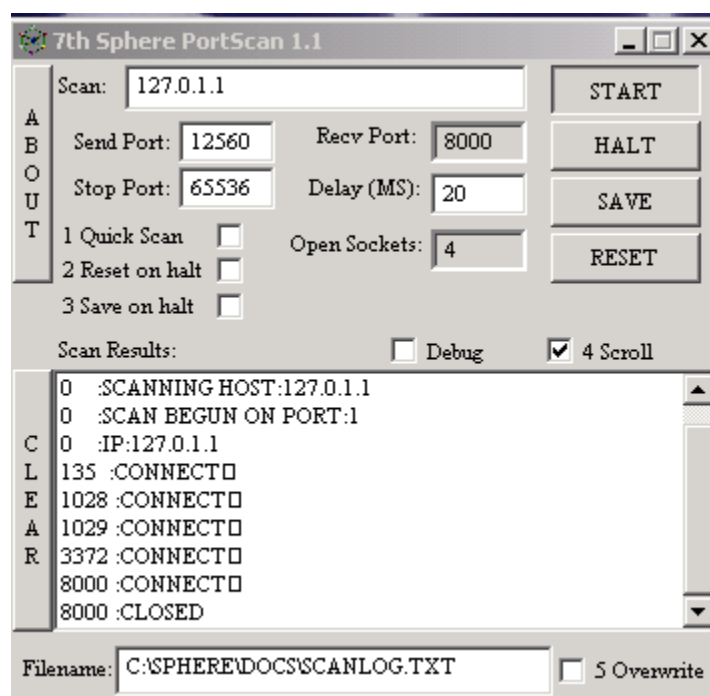 7th Sphere PortScan 1.1
ABOUT
Scan: 127.0.1.1
START
Send Port: 12560
Recv Port: 8000
HALT
Stop Port: 65536
Delay (MS): 20
SAVE
1 Quick Scan
Open Sockets: 4
RESET
2 Reset on halt
3 Save on halt
Scan Results:
Debug
4 Scroll
CLEAR
0 :SCANNING HOST:127.0.1.1
0 :SCAN BEGUN ON PORT:1
0 :IP:127.0.1.1
135 :CONNECT▯
1028 :CONNECT▯
1029 :CONNECT▯
3372 :CONNECT▯
8000 :CONNECT▯
8000 :CLOSED
Filename: C:\SPHERE\DOCS\SCANLOG.TXT
5 Overwrite